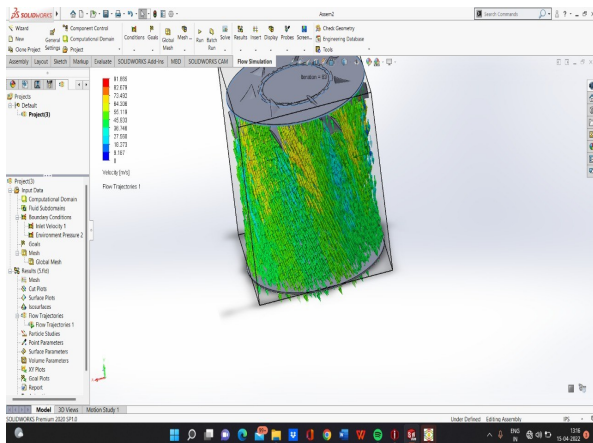 SOLIDWORKS
Assem2
Search Commands
Wizard
New
Clone Project
General Settings
Component Control
Computational Domain
Project
Conditions
Goals
Global Mesh
Mesh...
Run
Batch Run
Solve
Results
Insert
Display
Probes
Screen...
Check Geometry
Engineering Database
Tools
Assembly Layout Sketch Markup Evaluate SOLIDWORKS Add-Ins MBD SOLIDWORKS CAM Flow Simulation
Projects
Default
Project(3)
91.685
82.670
73.492
64.306
55.119
45.933
36.746
27.560
18.373
9.187
0
Velocity [m/s]
Flow Trajectories 1
Project(3)
Input Data
Computational Domain
Fluid Subdomains
Boundary Conditions
Inlet Velocity 1
Environment Pressure 2
Goals
Mesh
Global Mesh
Mesh
Cut Plots
Surface Plots
Isosurfaces
Flow Trajectories
Flow Trajectories 1
Particle Studies
Point Parameters
Surface Parameters
Volume Parameters
XY Plots
Goal Plots
Report
Model 3D Views Motion Study 1
SOLIDWORKS Premium 2020 SP1.0
Under Defined Editing Assembly
IPS
ENG
IN
13:16
15-04-2022